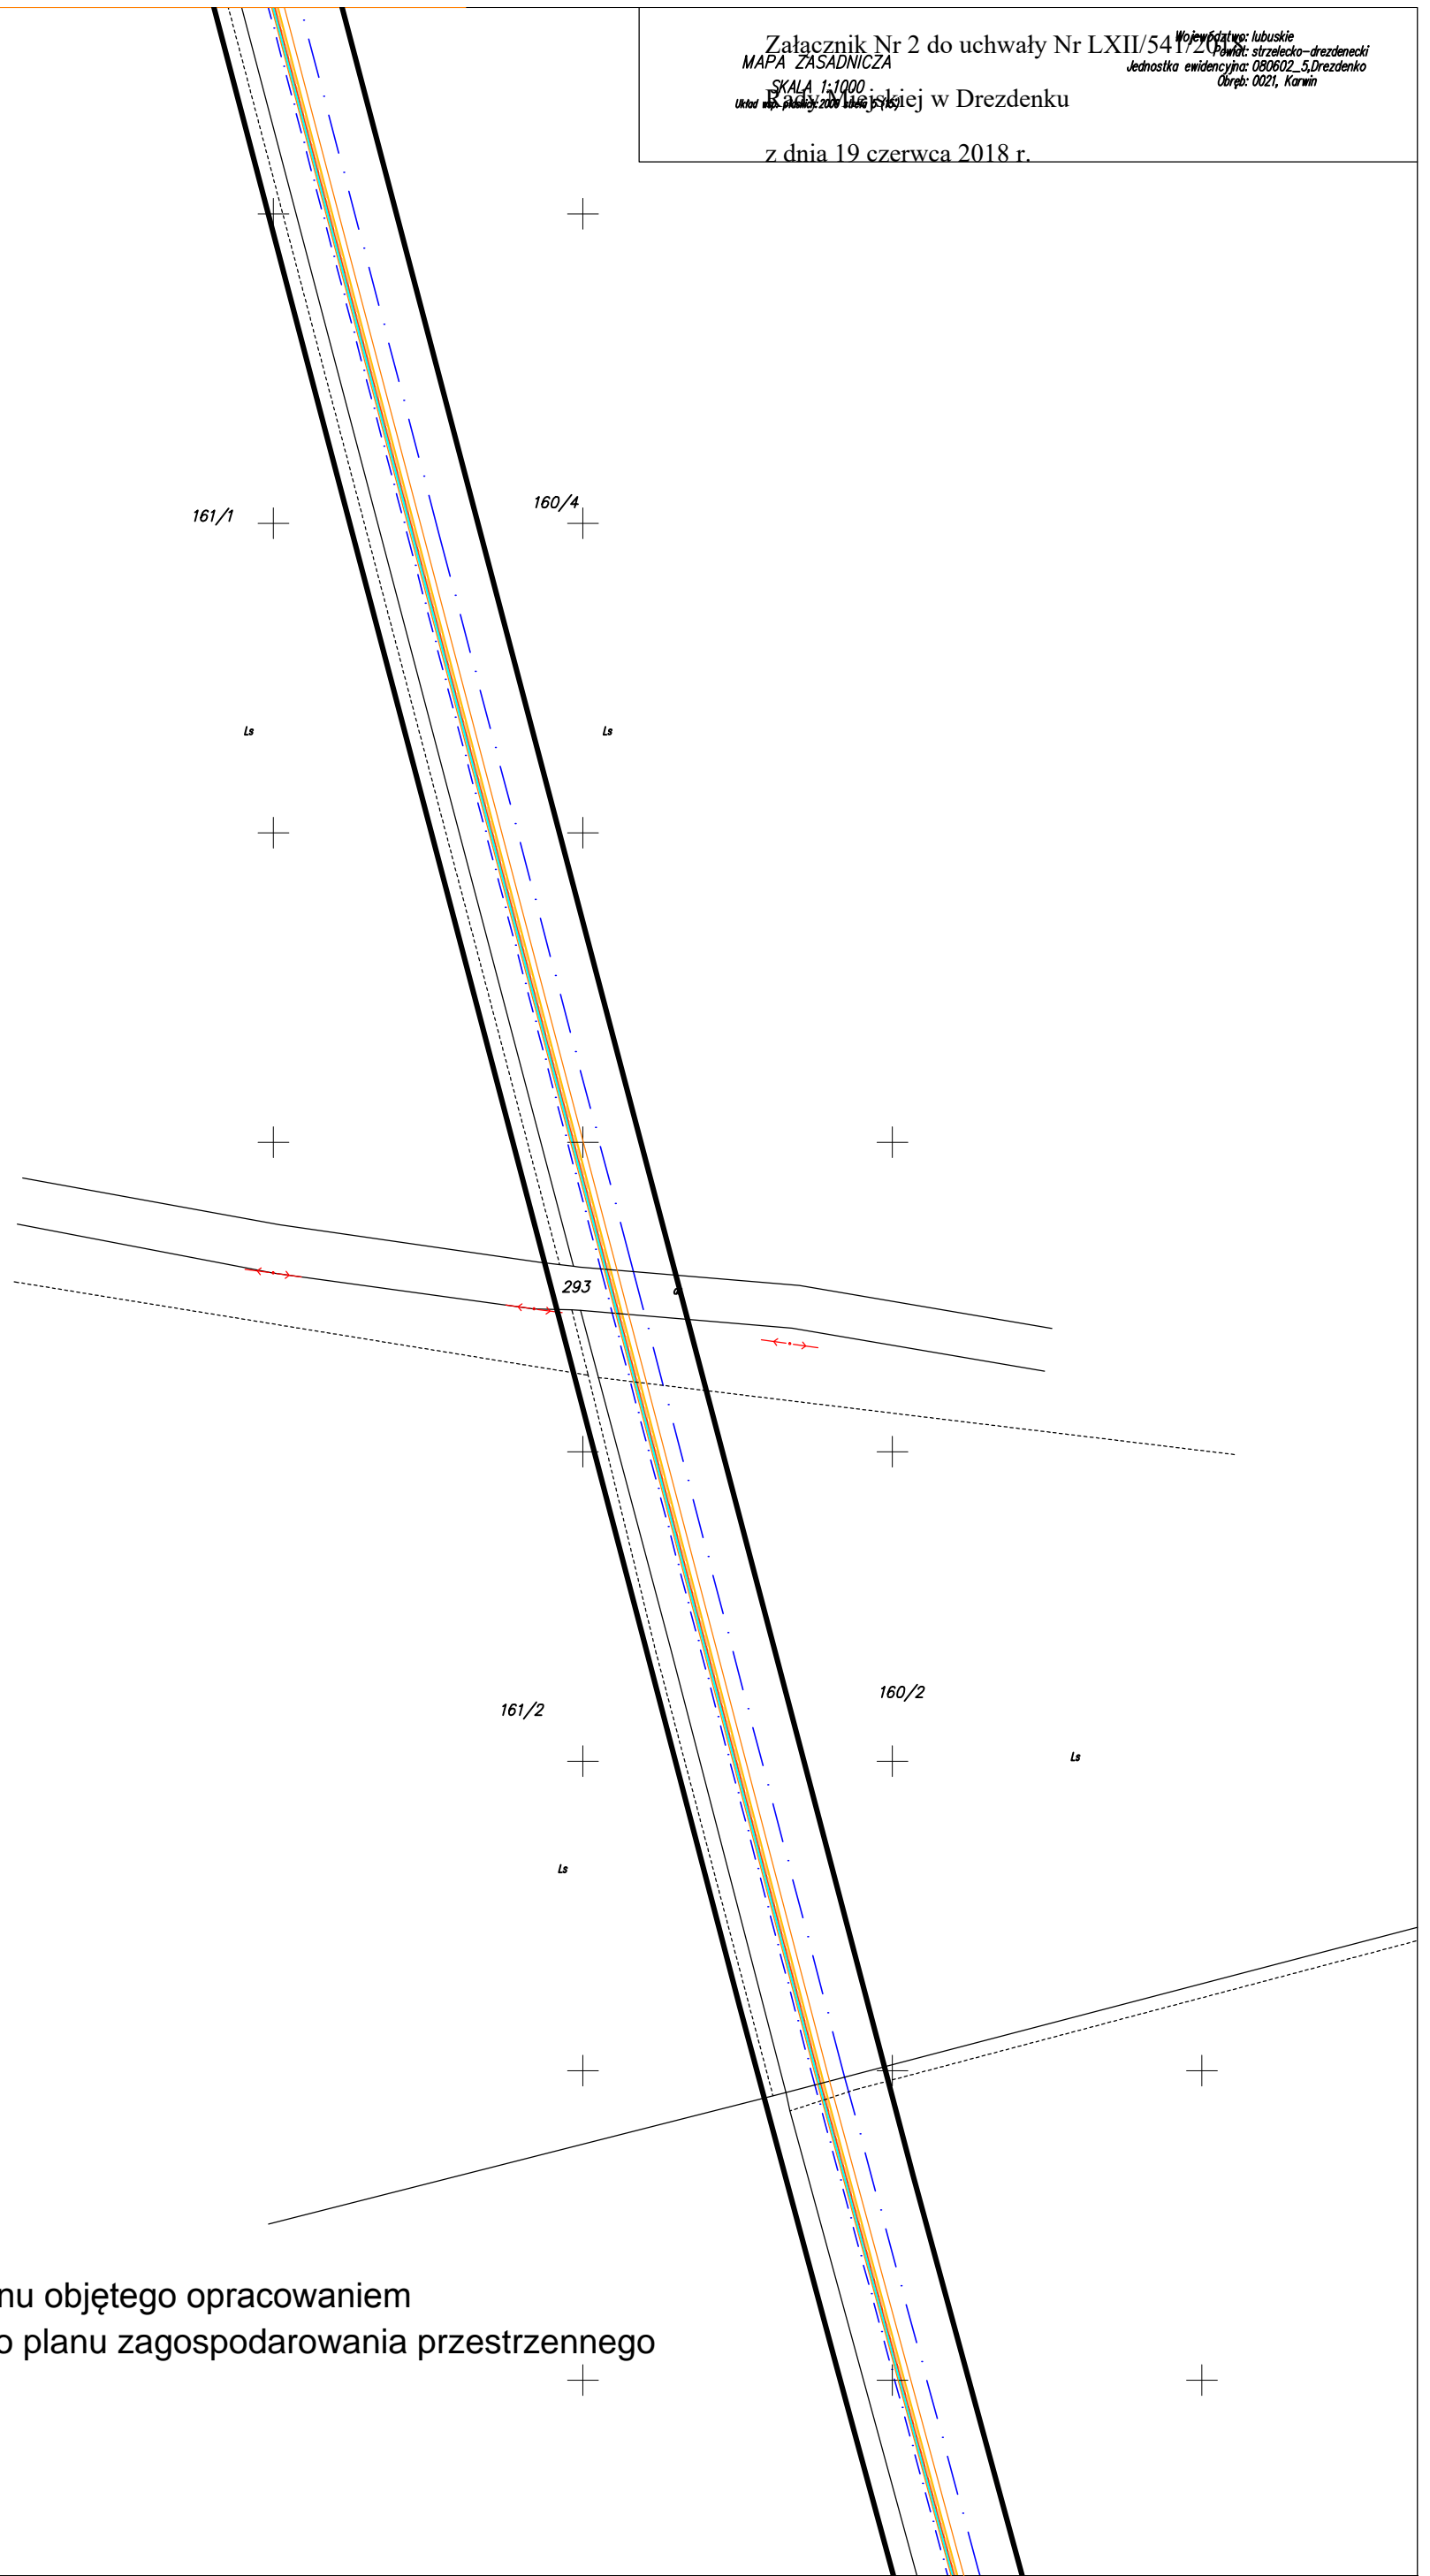 Załącznik Nr 2 do uchwały Nr LXII/541/2018
Rady Miejskiej w Drezdenku
z dnia 19 czerwca 2018 r.
MAPA ZASADNICZA
SKALA 1:1000
Województwo: lubuskie
Powiat: strzelecko-drezdenecki
Jednostka ewidencyjna: 080602_5,Drezdenko
Obręb: 0021, Karwin
161/1
160/4
Ls
Ls
293
161/2
160/2
Ls
Ls
nu objętego opracowaniem
o planu zagospodarowania przestrzennego